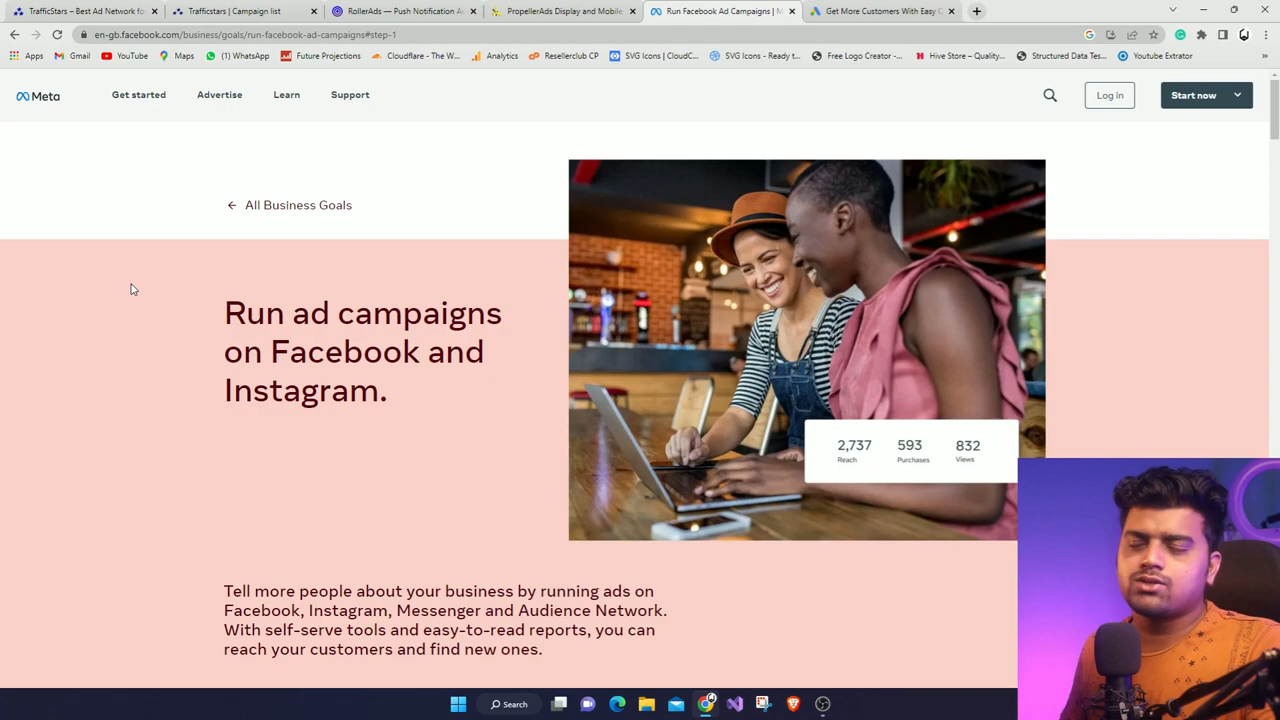 TrafficStars – Best Ad Network fo
Trafficstars | Campaign list
RollerAds — Push Notification A
PropellerAds Display and Mobile
Run Facebook Ad Campaigns | M
Get More Customers With Easy D
en-gb.facebook.com/business/goals/run-facebook-ad-campaigns#step-1
Apps
Gmail
YouTube
Maps
(1) WhatsApp
Future Projections
Cloudflare - The W...
Analytics
Resellerclub CP
SVG Icons | CloudC...
SVG Icons - Ready t...
Free Logo Creator -...
Hive Store – Quality...
Structured Data Tes...
Youtube Extrator
Meta
Get started
Advertise
Learn
Support
Log in
Start now
All Business Goals
Run ad campaigns
on Facebook and
Instagram.
2,737
593
832
Reach
Purchases
Views
Tell more people about your business by running ads on
Facebook, Instagram, Messenger and Audience Network.
With self-serve tools and easy-to-read reports, you can
reach your customers and find new ones.
Search